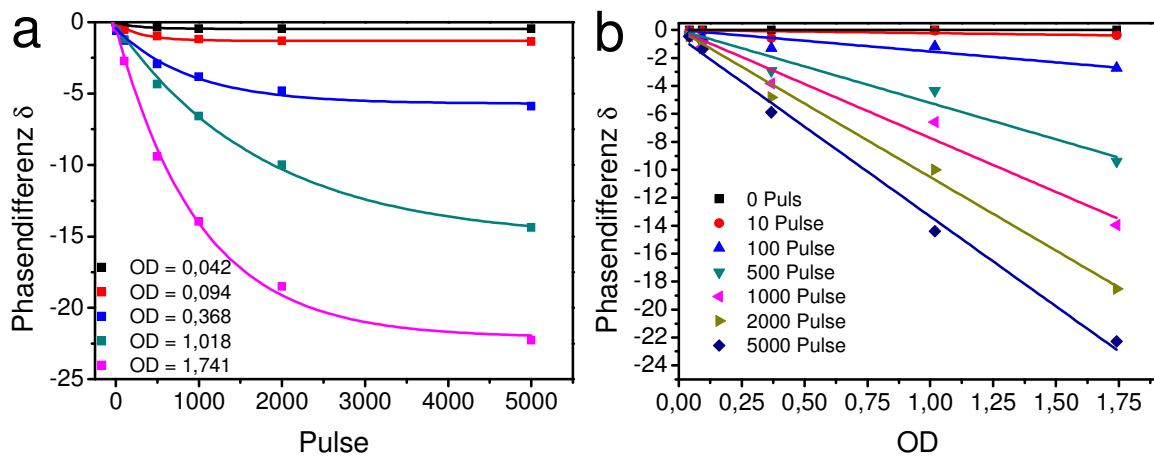 a
Phasendifferenz δ
0
-5
-10
-15
-20
-25
OD = 0,042
OD = 0,094
OD = 0,368
OD = 1,018
OD = 1,741
0 1000 2000 3000 4000 5000
Pulse
b
Phasendifferenz δ
0
-2
-4
-6
-8
-10
-12
-14
-16
-18
-20
-22
-24
0 Puls
10 Pulse
100 Pulse
500 Pulse
1000 Pulse
2000 Pulse
5000 Pulse
0,00 0,25 0,50 0,75 1,00 1,25 1,50 1,75
OD